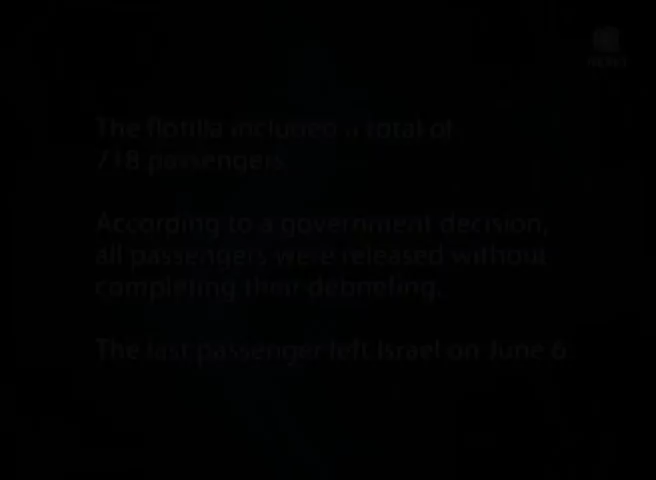 The flotilla included a total of
718 passengers
According to a government decision,
all passengers were released without
completing their debriefing.
The last passenger left Israel on June 6